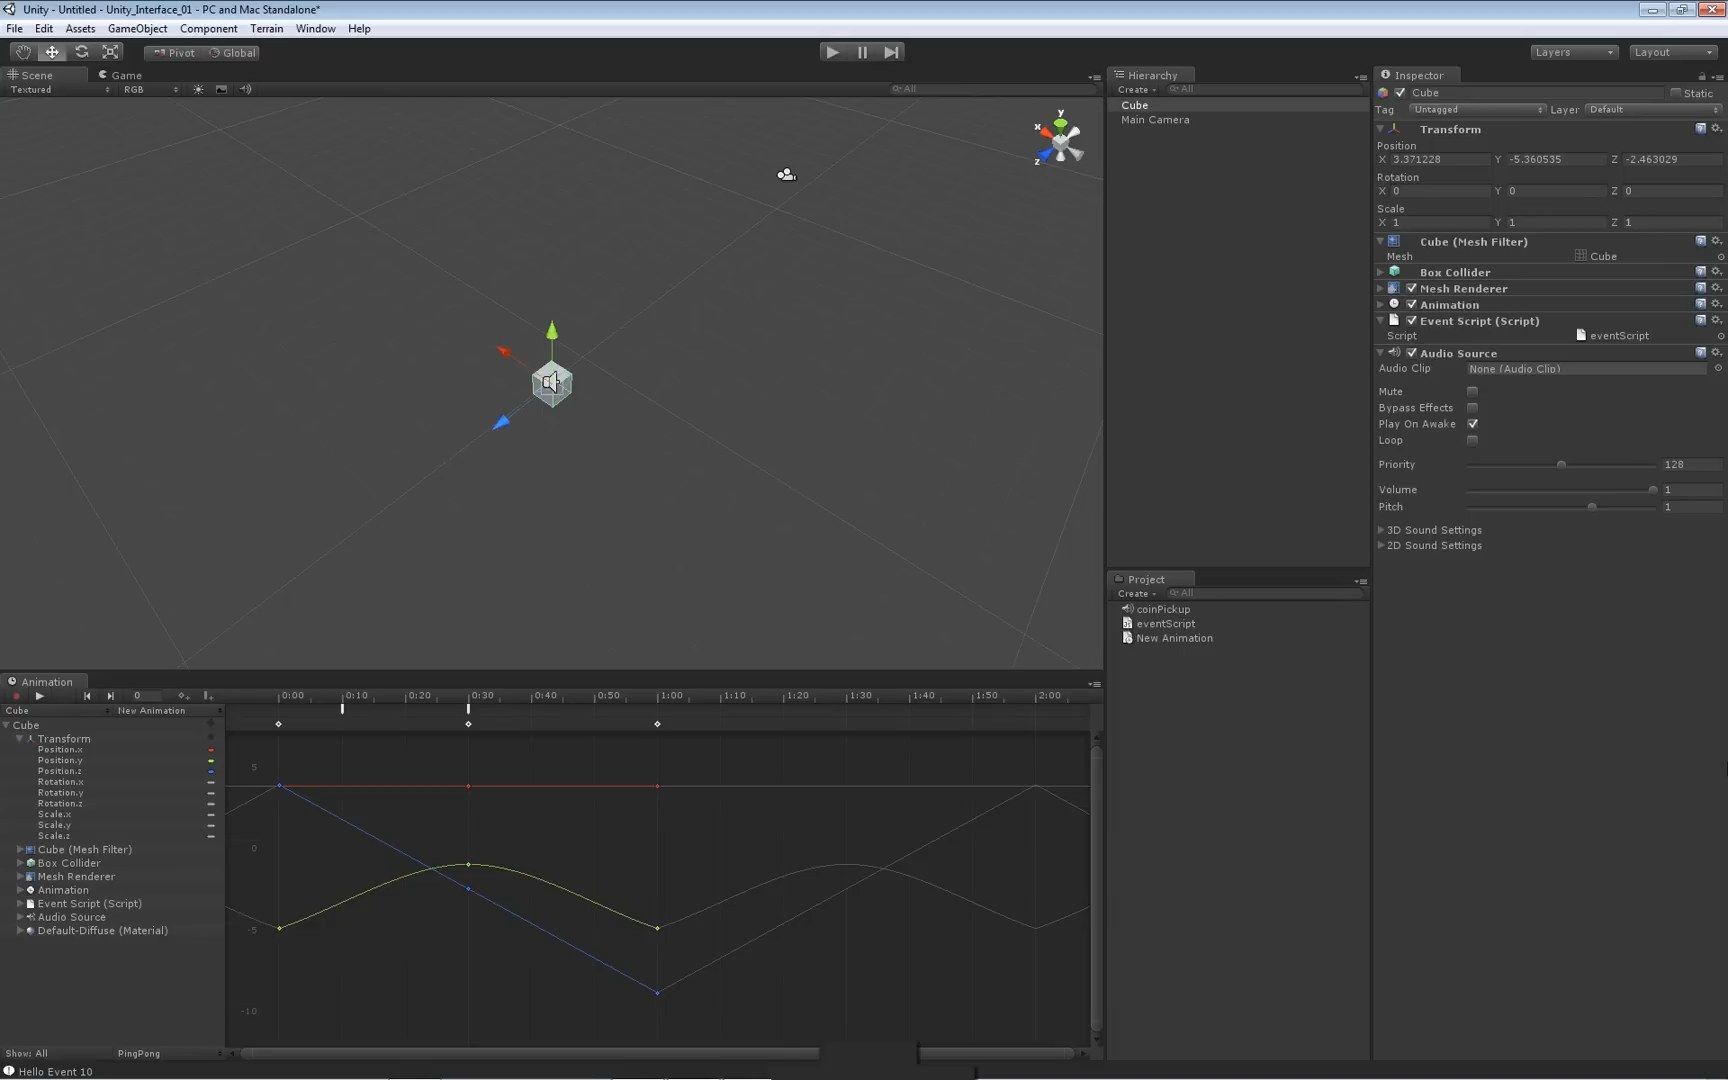 Unity - Untitled - Unity_Interface_01 - PC and Mac Standalone*
File Edit Assets GameObject Component Terrain Window Help
Pivot Global Layers Layout
Scene Game
Textured RGB All
y
x
z
Hierarchy
Create All
Cube
Main Camera
Project
Create All
coinPickup
eventScript
New Animation
Inspector
Cube Static
Tag Untagged Layer Default
Transform
Position
X 3.371228 Y -5.360535 Z -2.463029
Rotation
X 0 Y 0 Z 0
Scale
X 1 Y 1 Z 1
Cube (Mesh Filter)
Mesh Cube
Box Collider
Mesh Renderer
Animation
Event Script (Script)
Script eventScript
Audio Source
Audio Clip None (Audio Clip)
Mute
Bypass Effects
Play On Awake
Loop
Priority 128
Volume 1
Pitch 1
3D Sound Settings
2D Sound Settings
Animation
0 0:00 0:10 0:20 0:30 0:40 0:50 1:00 1:10 1:20 1:30 1:40 1:50 2:00
Cube New Animation
Cube
Transform
Position.x
Position.y
Position.z
Rotation.x
Rotation.y
Rotation.z
Scale.x
Scale.y
Scale.z
Cube (Mesh Filter)
Box Collider
Mesh Renderer
Animation
Event Script (Script)
Audio Source
Default-Diffuse (Material)
5
0
-5
-10
Show: All PingPong
Hello Event 10